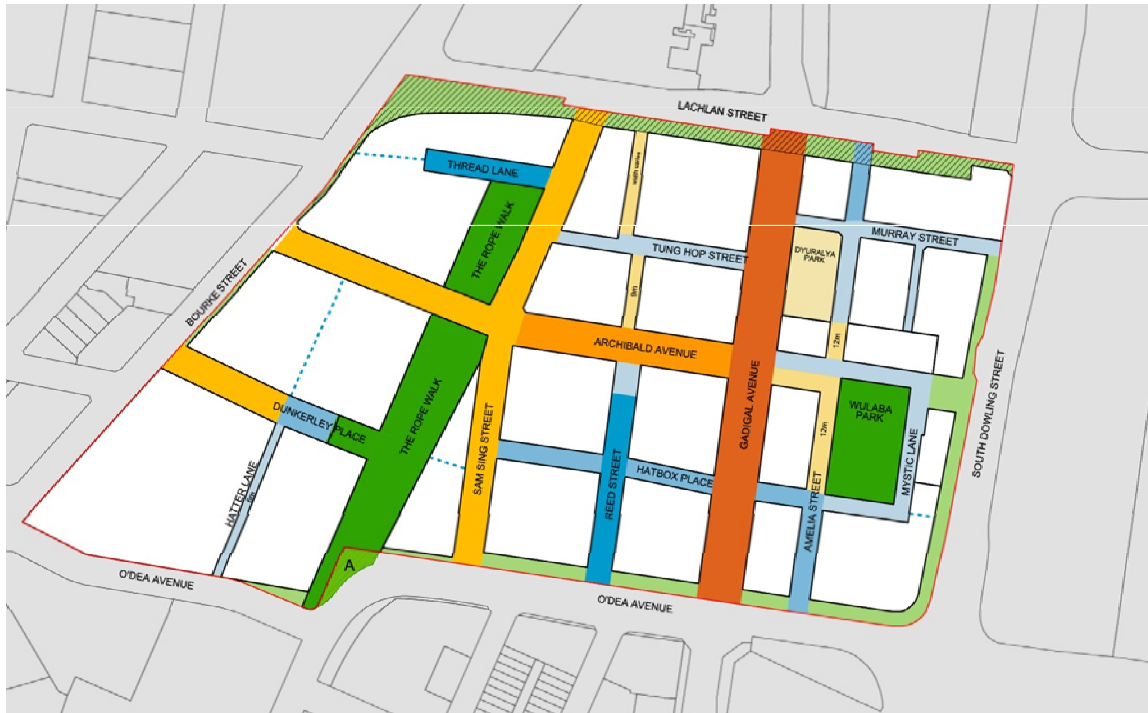 LACHLAN STREET
THREAD LANE
THE ROPE WALK
TUNG HOP STREET
MURRAY STREET
DYURALYA
PARK
BOURKE STREET
9m
12m
ARCHIBALD AVENUE
GADIGAL AVENUE
SOUTH DOWLING STREET
DUNKERLEY PLACE
THE ROPE WALK
SAM SING STREET
WULABA
PARK
12m
MYSTIC LANE
HATTER LANE
HATBOX PLACE
REED STREET
AMELIA STREET
A
O'DEA AVENUE
O'DEA AVENUE